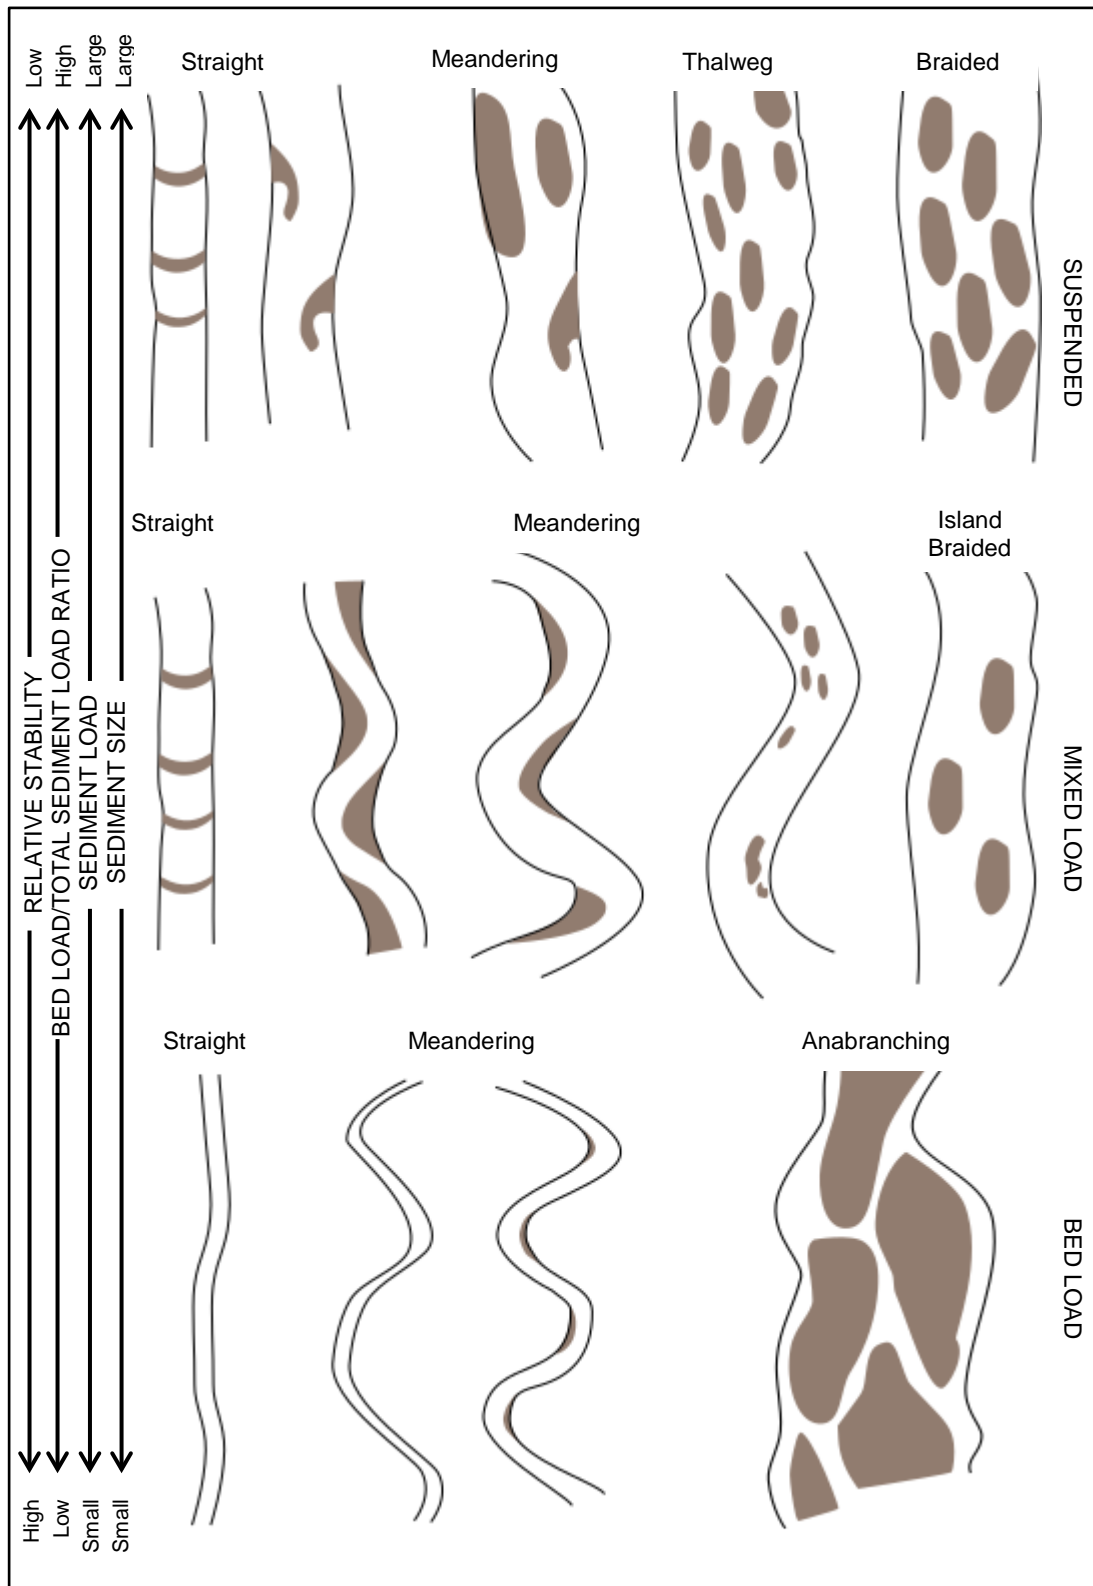 Low
High
Large
Large
Straight
Meandering
Thalweg
Braided
SUSPENDED
RELATIVE STABILITY
BED LOAD/TOTAL SEDIMENT LOAD RATIO
SEDIMENT LOAD
SEDIMENT SIZE
Straight
Meandering
Island
Braided
MIXED LOAD
Straight
Meandering
Anabranching
BED LOAD
High
Low
Small
Small